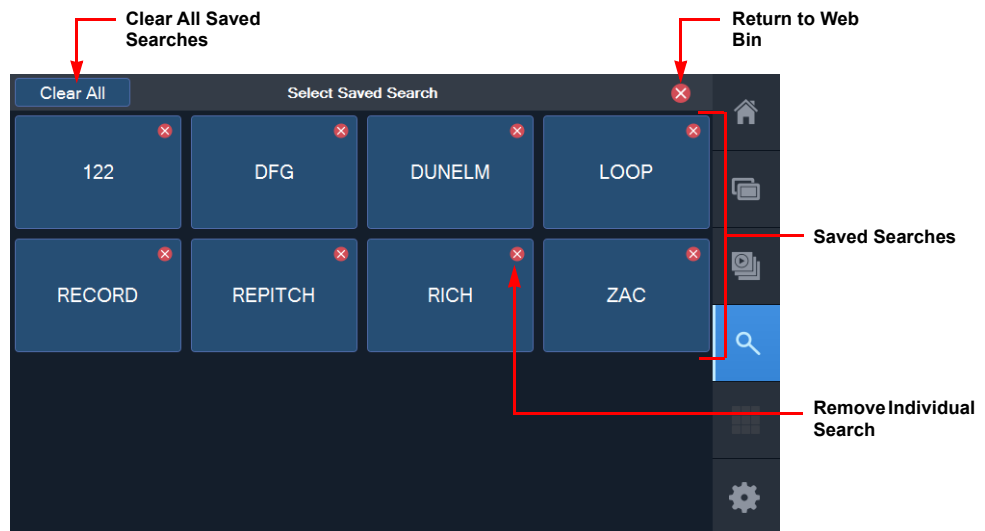 Clear All Saved
Searches
Return to Web
Bin
Clear All
Select Saved Search
122
DFG
DUNELM
LOOP
Saved Searches
RECORD
REPITCH
RICH
ZAC
Remove Individual
Search